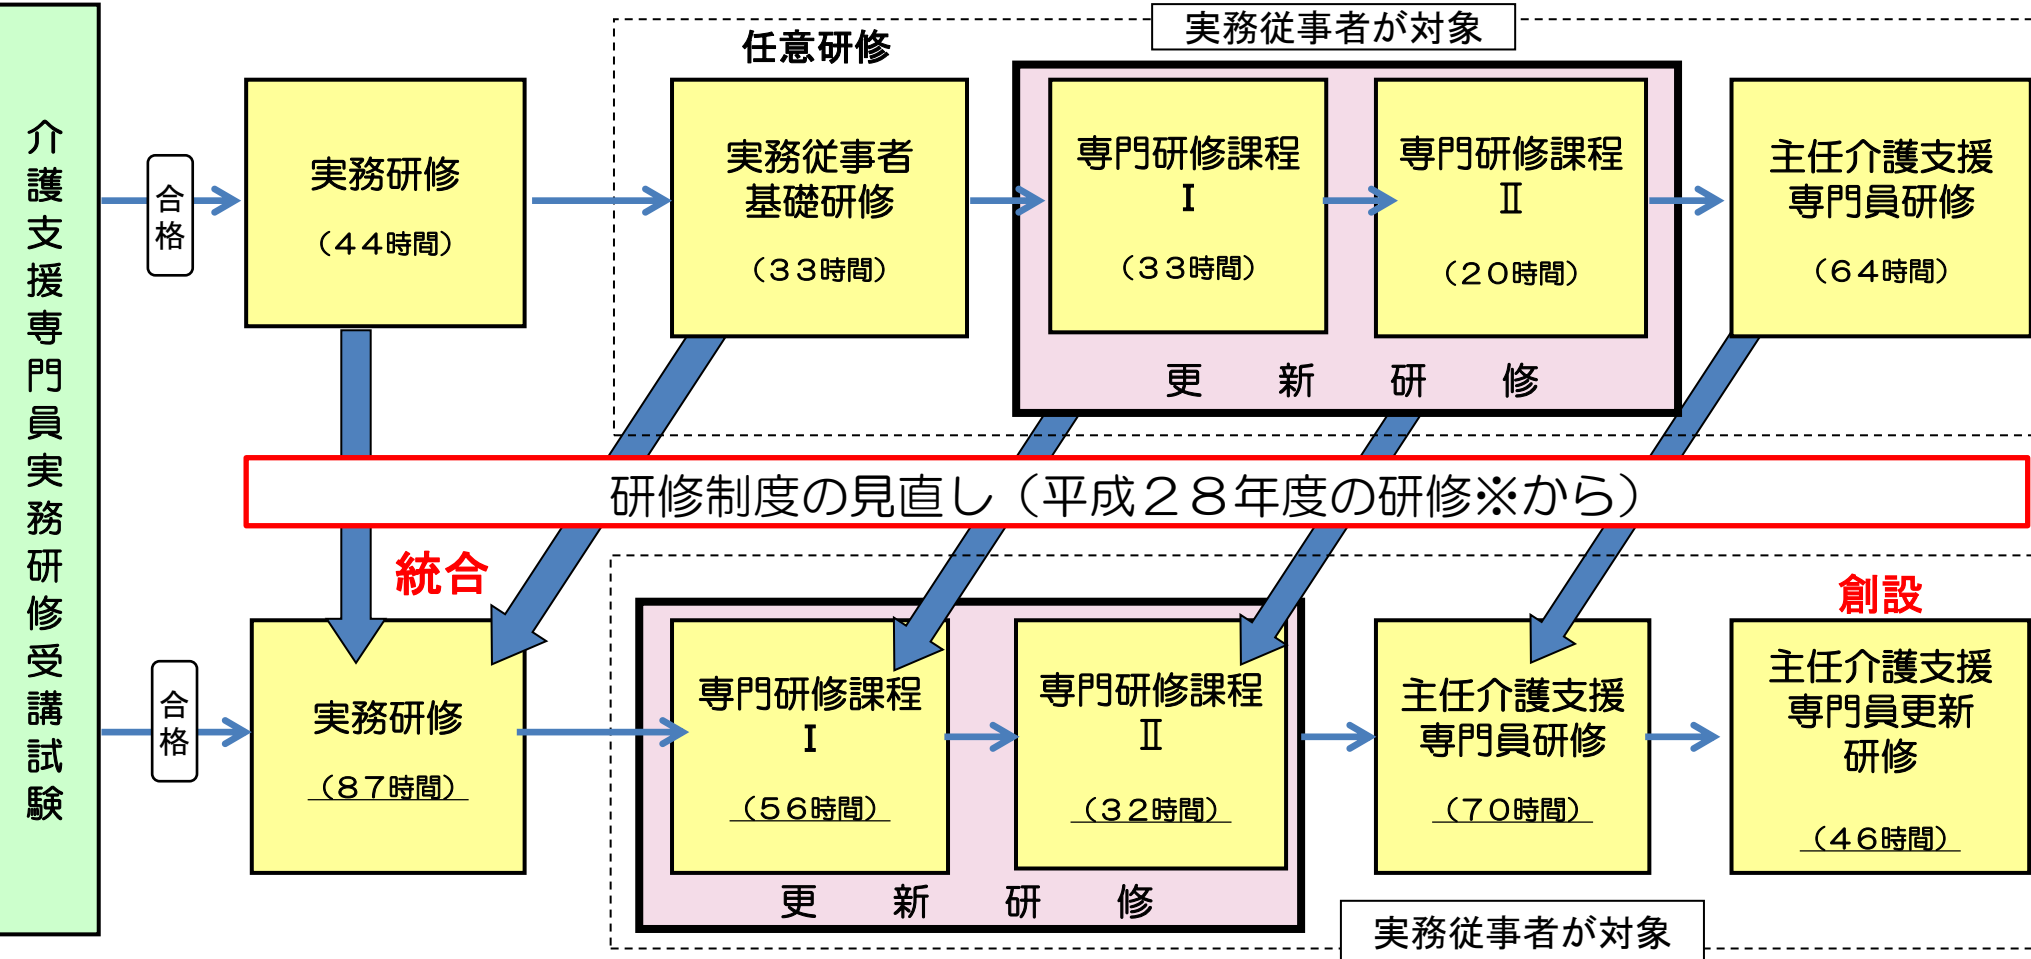 介護支援専門員実務研修受講試験
実務従事者が対象
任意研修
合格
実務研修
（４４時間）
実務従事者
基礎研修
（３３時間）
専門研修課程
Ⅰ
（３３時間）
専門研修課程
Ⅱ
（２０時間）
主任介護支援
専門員研修
（６４時間）
更新研修
研修制度の見直し（平成２８年度の研修※から）
統合
創設
合格
実務研修
（８７時間）
専門研修課程
Ⅰ
（５６時間）
専門研修課程
Ⅱ
（３２時間）
主任介護支援
専門員研修
（７０時間）
主任介護支援
専門員更新
研修
（４６時間）
更新研修
実務従事者が対象